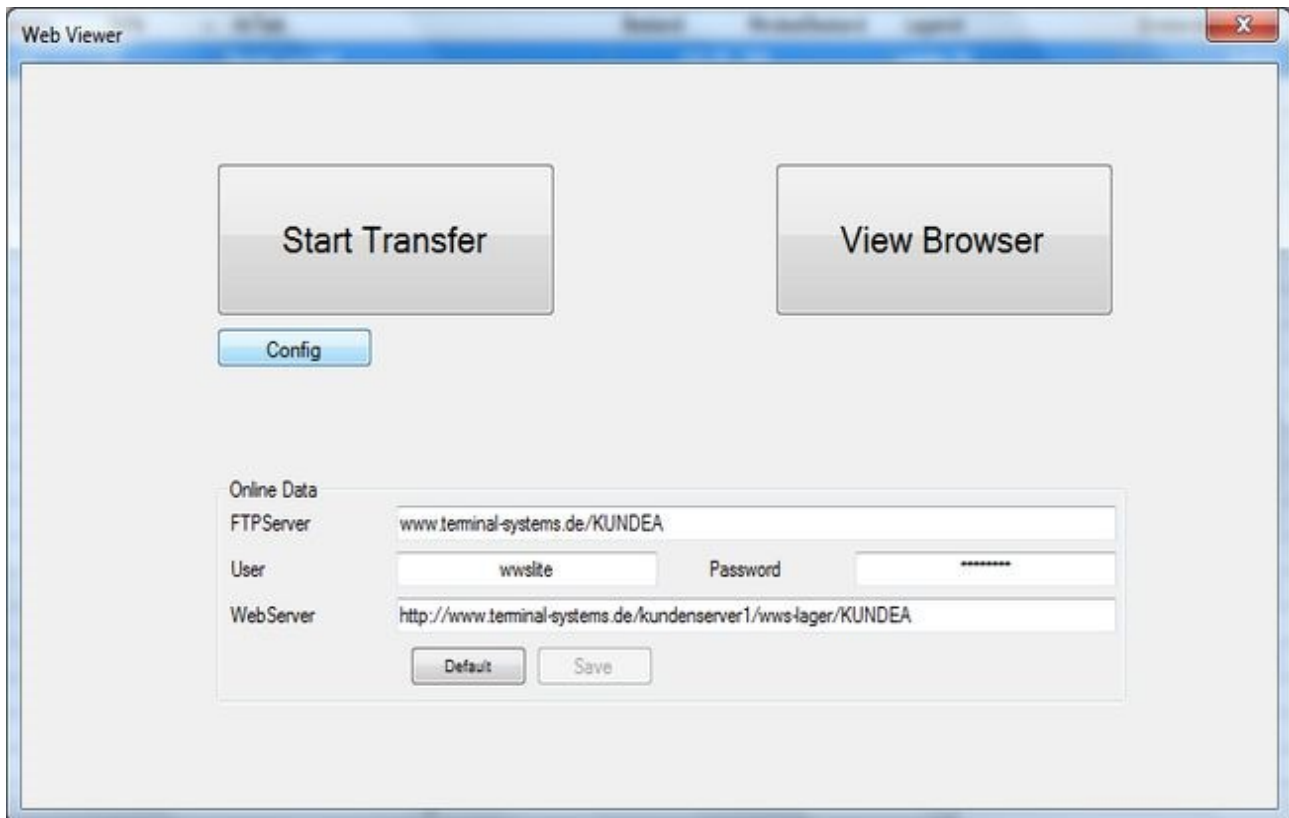 Web Viewer
Start Transfer
View Browser
Config
Online Data
FTPServer www.terminal-systems.de/KUNDEA
User wwslite Password ********
WebServer http://www.terminal-systems.de/kundenserver1/wws-lager/KUNDEA
Default Save